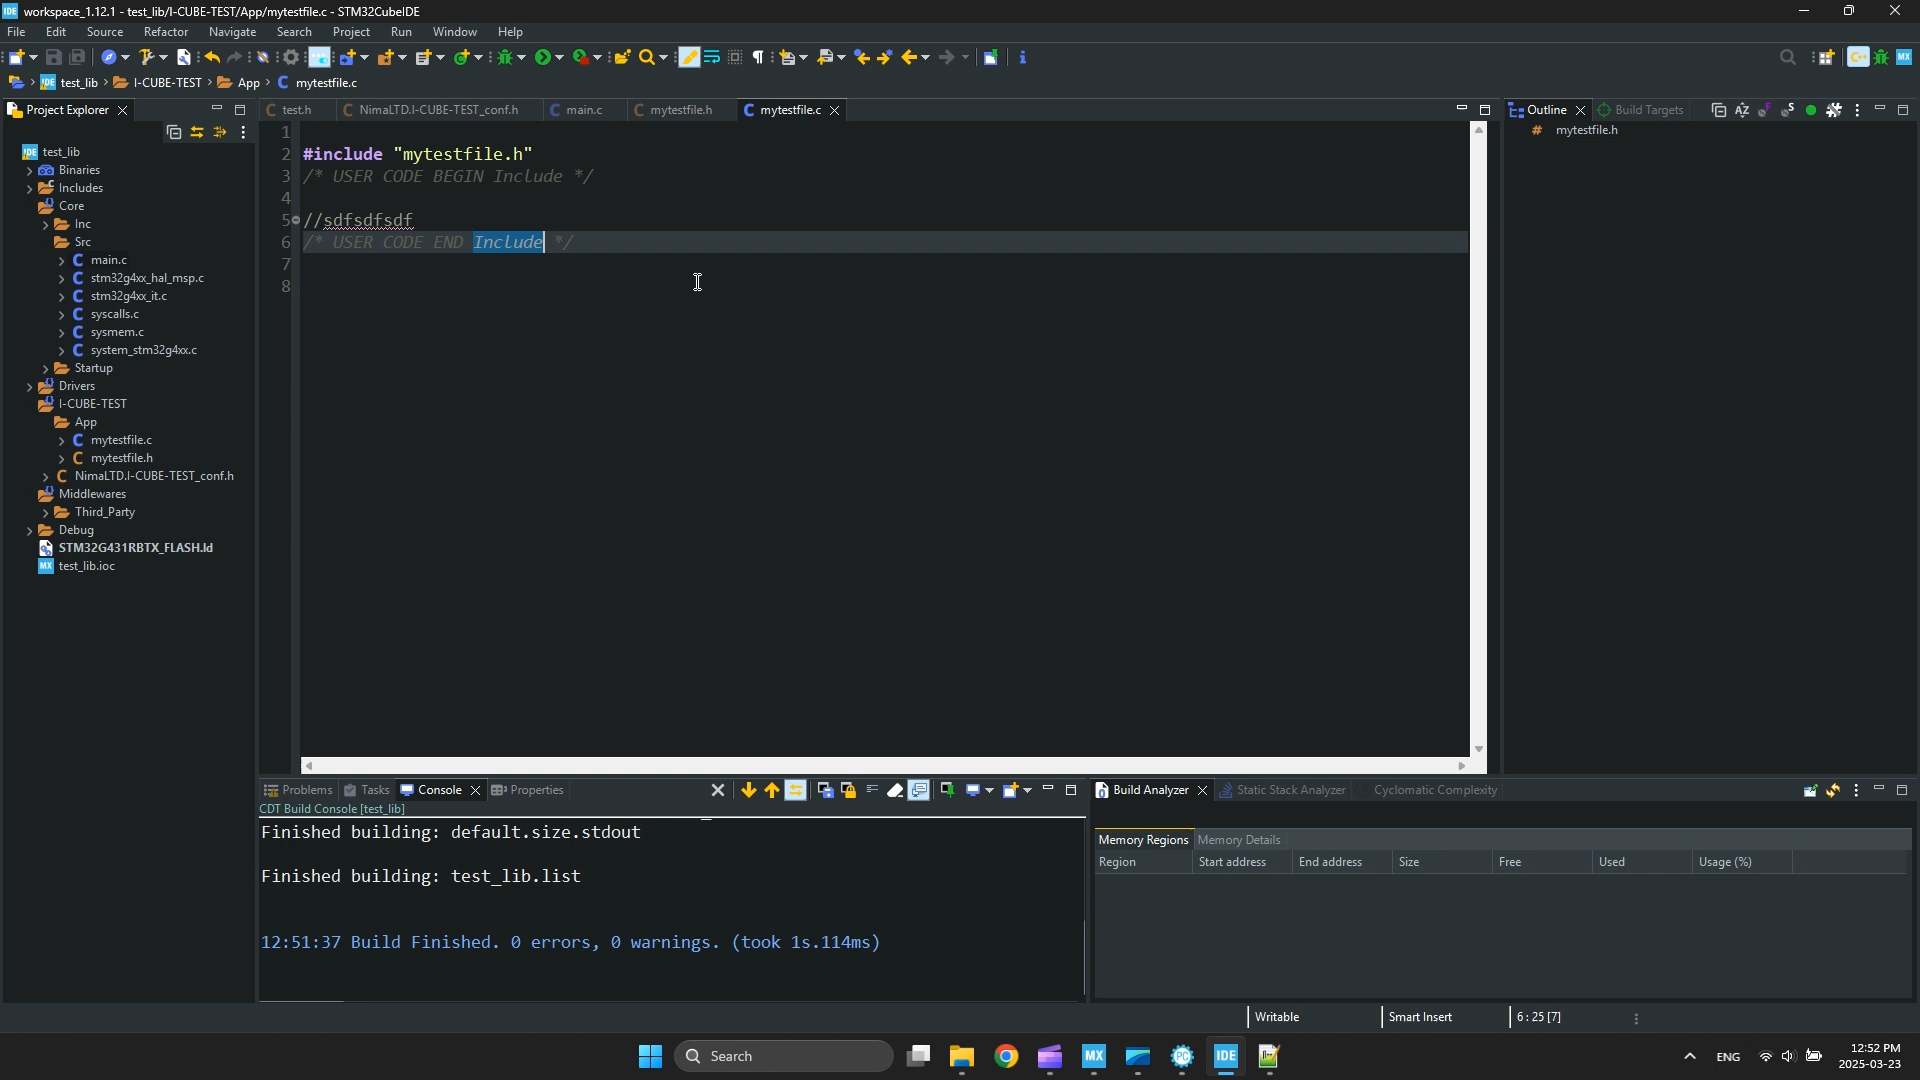 IDE workspace_1.12.1 - test_lib/I-CUBE-TEST/App/mytestfile.c - STM32CubeIDE
File Edit Source Refactor Navigate Search Project Run Window Help
IDE test_lib I-CUBE-TEST App C mytestfile.c
Project Explorer
test.h
NimaLTD.I-CUBE-TEST_conf.h
main.c
mytestfile.h
mytestfile.c
Outline
Build Targets
mytestfile.h
test_lib
Binaries
Includes
Core
Inc
Src
main.c
stm32g4xx_hal_msp.c
stm32g4xx_it.c
syscalls.c
sysmem.c
system_stm32g4xx.c
Startup
Drivers
I-CUBE-TEST
App
mytestfile.c
mytestfile.h
NimaLTD.I-CUBE-TEST_conf.h
Middlewares
Third_Party
Debug
STM32G431RBTX_FLASH.ld
MX test_lib.ioc
1
2 #include "mytestfile.h"
3 /* USER CODE BEGIN Include */
4
5 //sdfsdfsdf
6 /* USER CODE END Include */
7
8
Problems Tasks Console Properties
CDT Build Console [test_lib]
Finished building: default.size.stdout
Finished building: test_lib.list
12:51:37 Build Finished. 0 errors, 0 warnings. (took 1s.114ms)
Build Analyzer Static Stack Analyzer Cyclomatic Complexity
Memory Regions Memory Details
Region Start address End address Size Free Used Usage (%)
Writable Smart Insert 6 : 25 [7]
Search
MX
PC
IDE
ENG
12:52 PM
2025-03-23